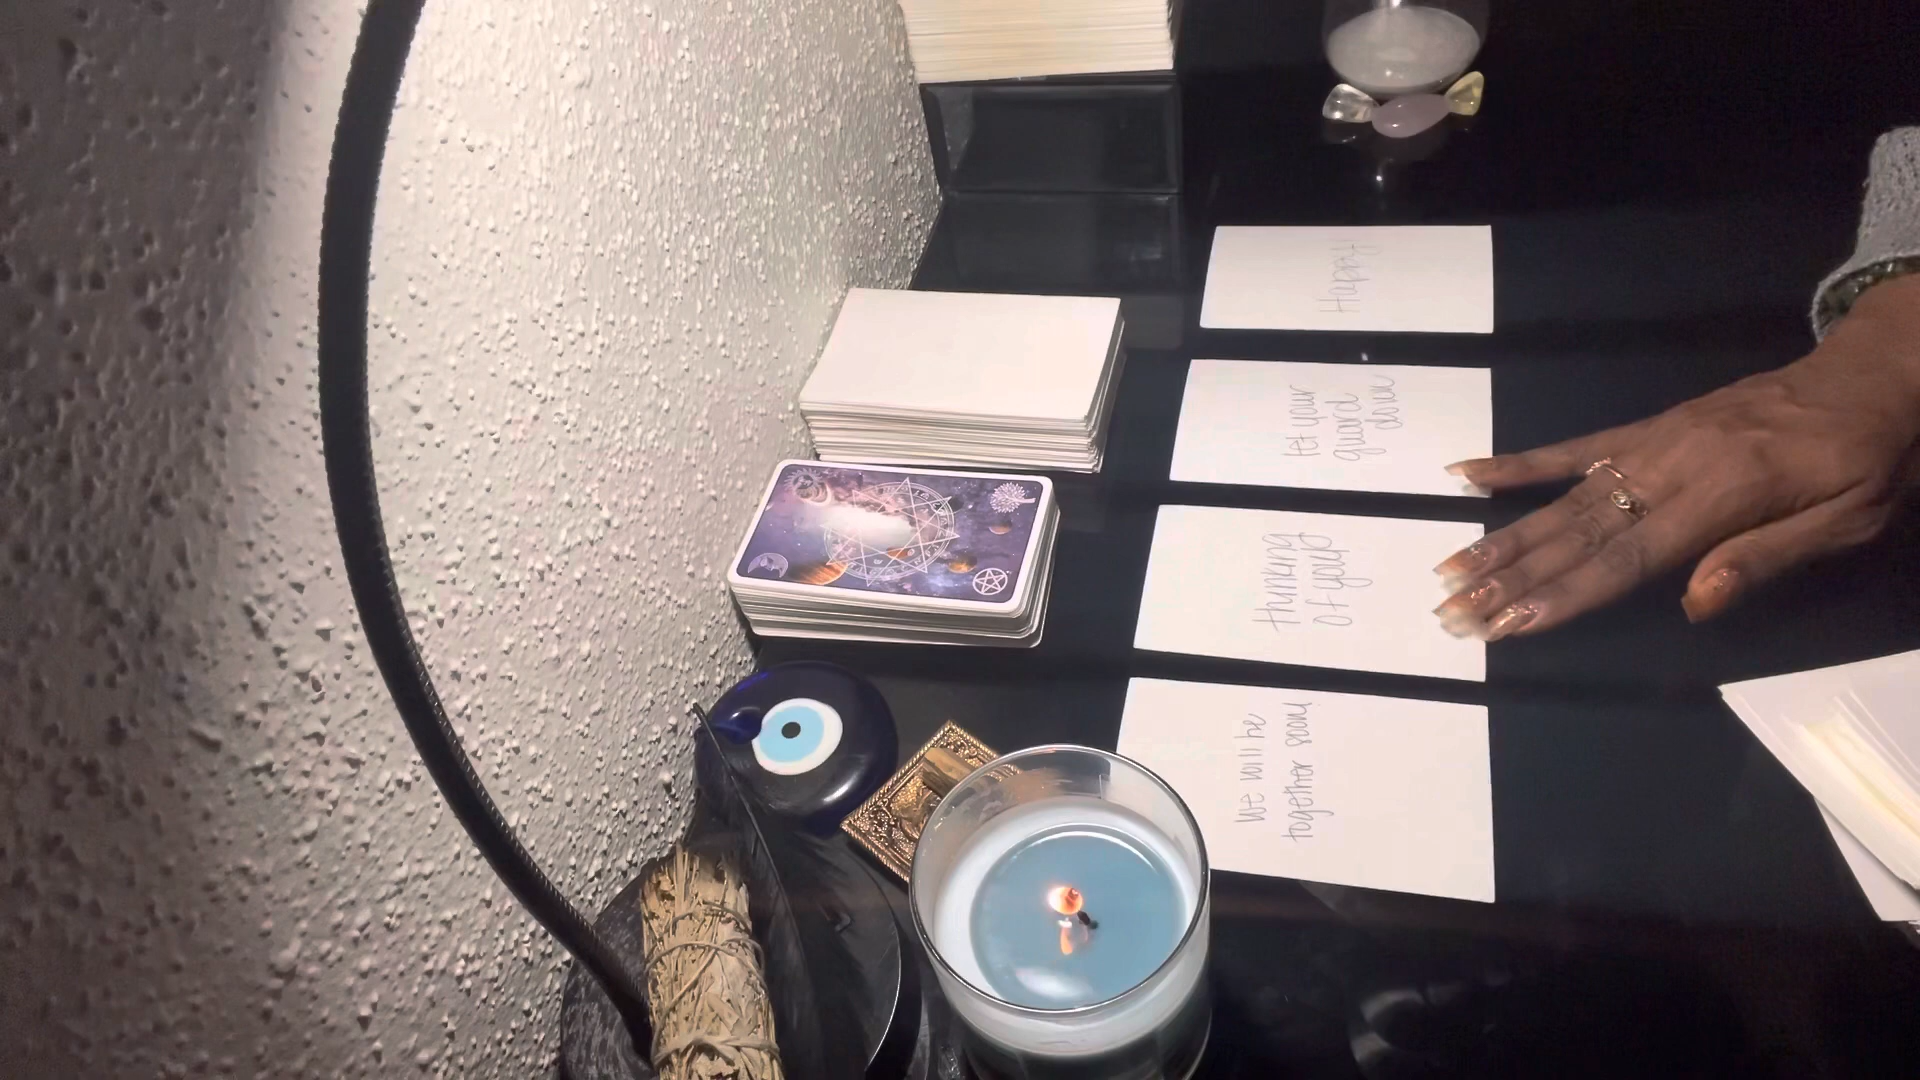 We will be
together soon
thinking
of you
let your
guard
down
Happy